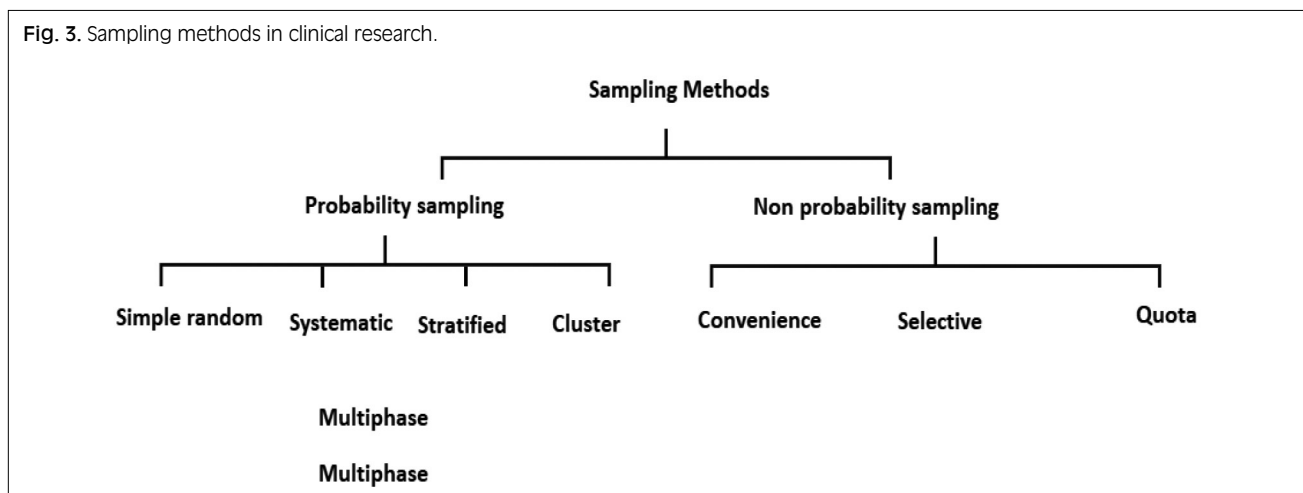 Fig. 3. Sampling methods in clinical research.
Sampling Methods
Probability sampling
Non probability sampling
Simple random
Systematic
Stratified
Cluster
Convenience
Selective
Quota
Multiphase
Multiphase